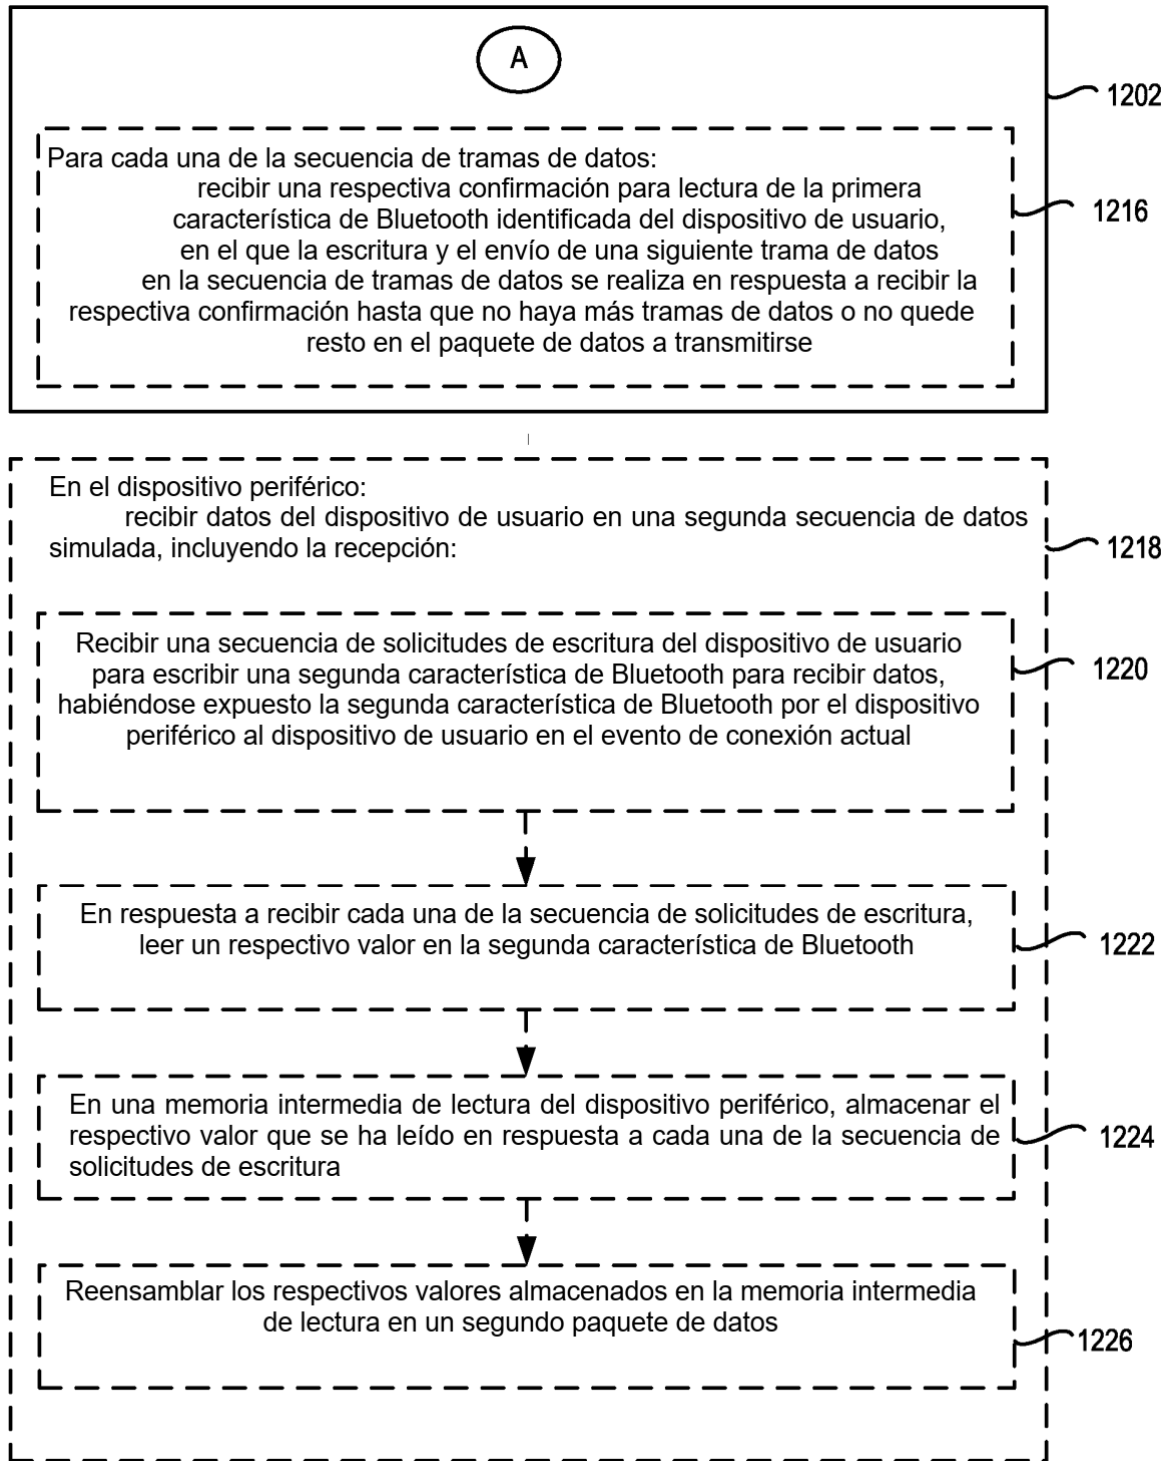 A
1202
Para cada una de la secuencia de tramas de datos:
recibir una respectiva confirmación para lectura de la primera
característica de Bluetooth identificada del dispositivo de usuario,
en el que la escritura y el envío de una siguiente trama de datos
en la secuencia de tramas de datos se realiza en respuesta a recibir la
respectiva confirmación hasta que no haya más tramas de datos o no quede
resto en el paquete de datos a transmitirse
1216
En el dispositivo periférico:
recibir datos del dispositivo de usuario en una segunda secuencia de datos
simulada, incluyendo la recepción:
1218
Recibir una secuencia de solicitudes de escritura del dispositivo de usuario
para escribir una segunda característica de Bluetooth para recibir datos,
habiéndose expuesto la segunda característica de Bluetooth por el dispositivo
periférico al dispositivo de usuario en el evento de conexión actual
1220
En respuesta a recibir cada una de la secuencia de solicitudes de escritura,
leer un respectivo valor en la segunda característica de Bluetooth
1222
En una memoria intermedia de lectura del dispositivo periférico, almacenar el
respectivo valor que se ha leído en respuesta a cada una de la secuencia de
solicitudes de escritura
1224
Reensamblar los respectivos valores almacenados en la memoria intermedia
de lectura en un segundo paquete de datos
1226